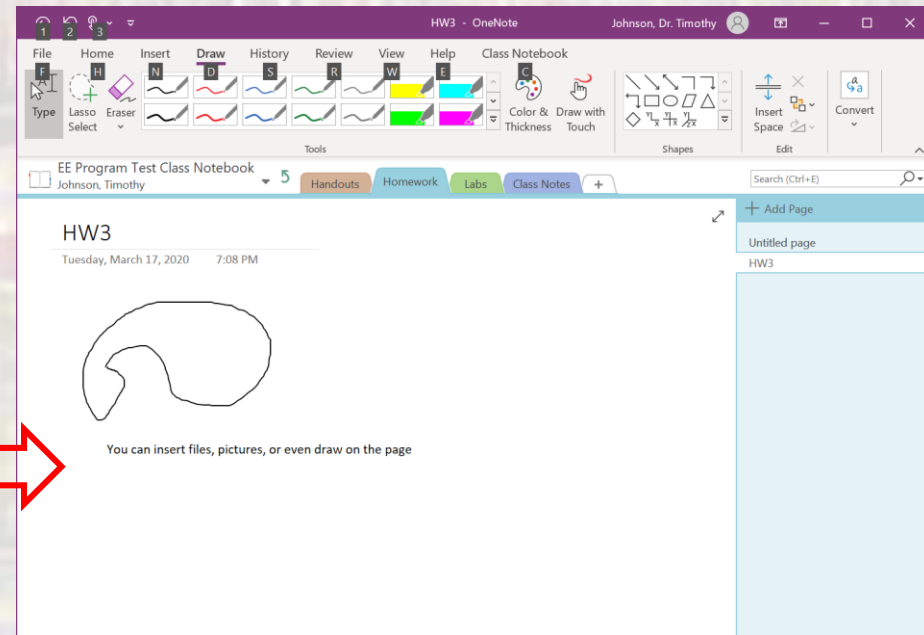 1 2 3
HW3 - OneNote Johnson, Dr. Timothy
File Home Insert Draw History Review View Help Class Notebook
F H N D S R W E C
Type Lasso Select Eraser Color & Thickness Draw with Touch Insert Space Convert
Tools Shapes Edit
EE Program Test Class Notebook
Johnson, Timothy
Handouts Homework Labs Class Notes + Search (Ctrl+E)
Add Page
HW3
Untitled page
Tuesday, March 17, 2020 7:08 PM
HW3
You can insert files, pictures, or even draw on the page